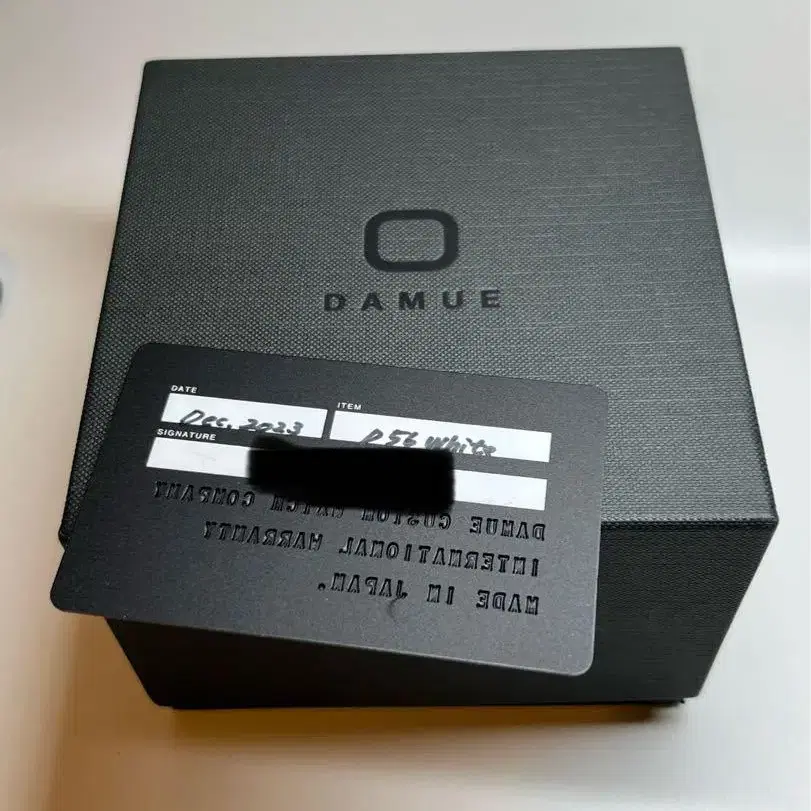 DAMUE
DATE
Dec. 2023
ITEM
D56 White
SIGNATURE
DAMUE CUSTOM WATCH COMPANY
INTERNATIONAL WARRANTY
MADE IN JAPAN.